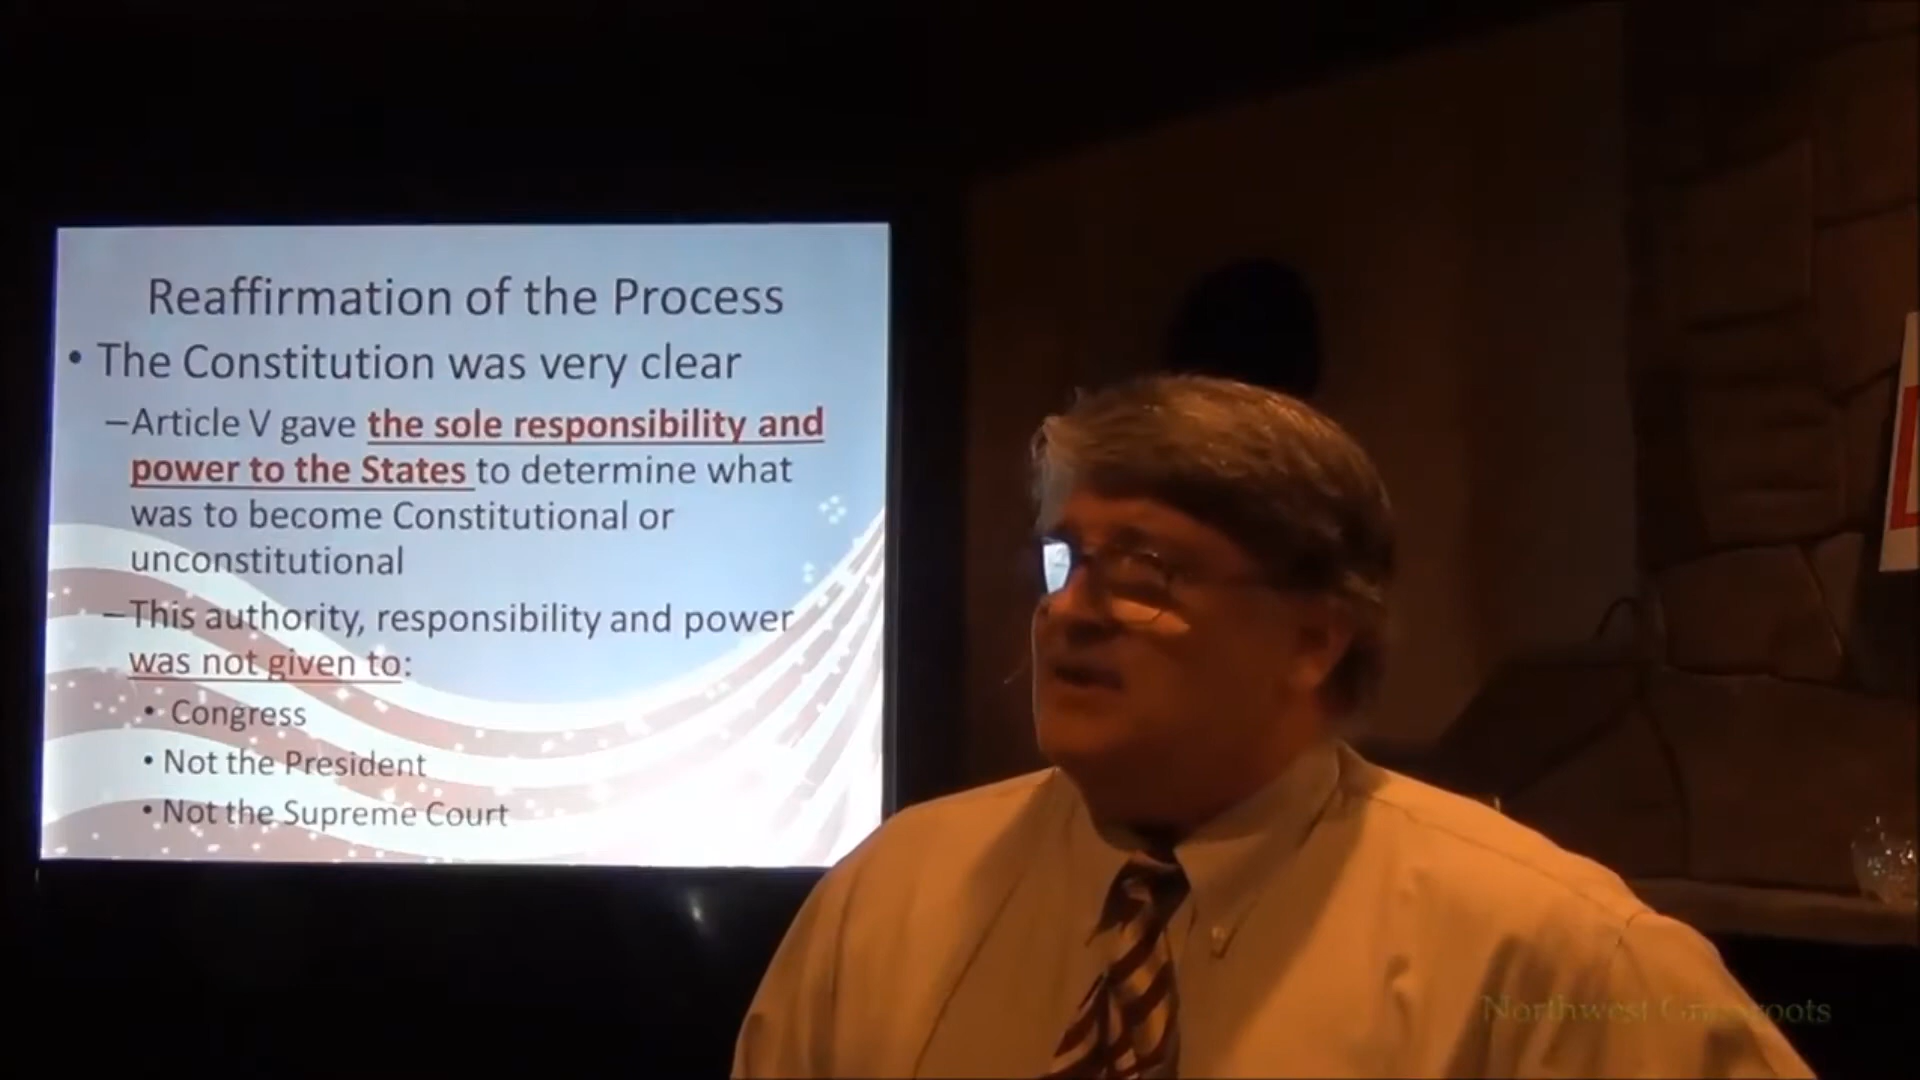 Reaffirmation of the Process
• The Constitution was very clear
–Article V gave the sole responsibility and
power to the States to determine what
was to become Constitutional or
unconstitutional
–This authority, responsibility and power
was not given to:
• Congress
• Not the President
• Not the Supreme Court
Northwest Grassroots